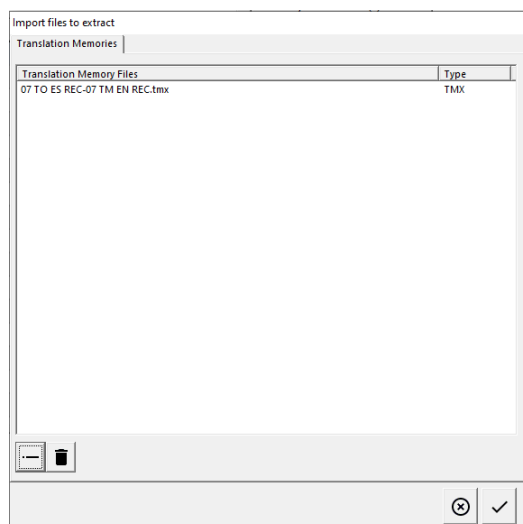 Import files to extract
Translation Memories
Translation Memory Files Type
07 TO ES REC-07 TM EN REC.tmx TMX